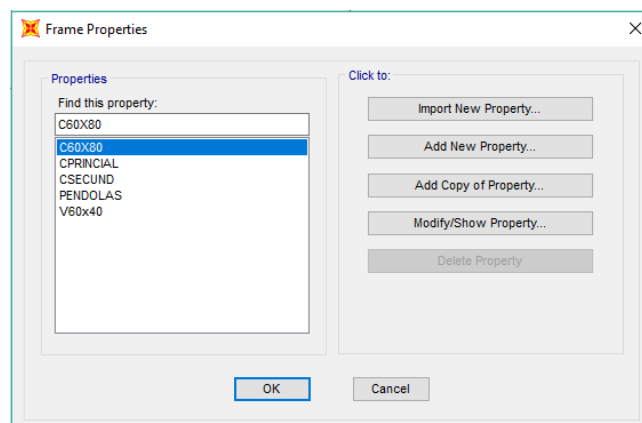 Frame Properties
Properties
Find this property:
C60X80
C60X80
CPRINCIAL
CSECUND
PENDOLAS
V60x40
Click to:
Import New Property...
Add New Property...
Add Copy of Property...
Modify/Show Property...
Delete Property
OK
Cancel